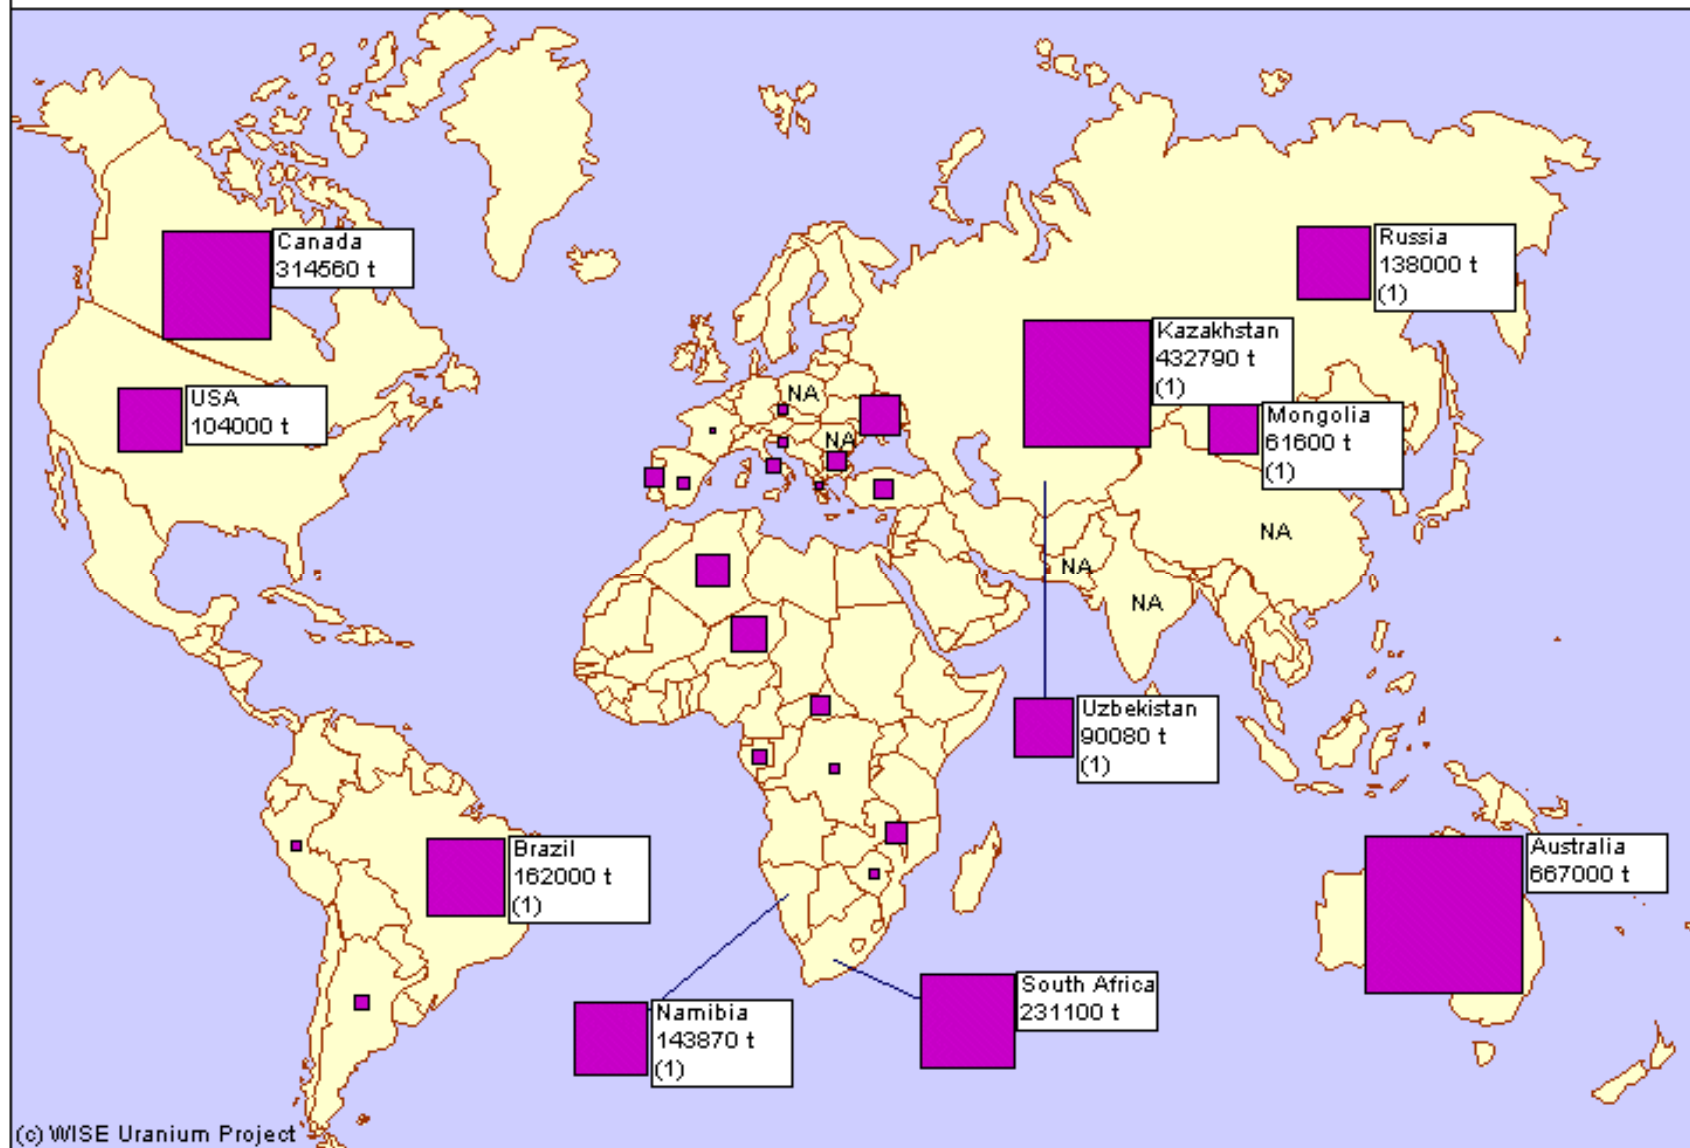 Canada
314560 t
Russia
138000 t
(1)
Kazakhstan
432790 t
(1)
USA
104000 t
NA
Mongolia
61600 t
(1)
NA
NA
NA
NA
Uzbekistan
90080 t
(1)
Brazil
162000 t
(1)
Australia
667000 t
South Africa
231100 t
Namibia
143870 t
(1)
(c) WISE Uranium Project